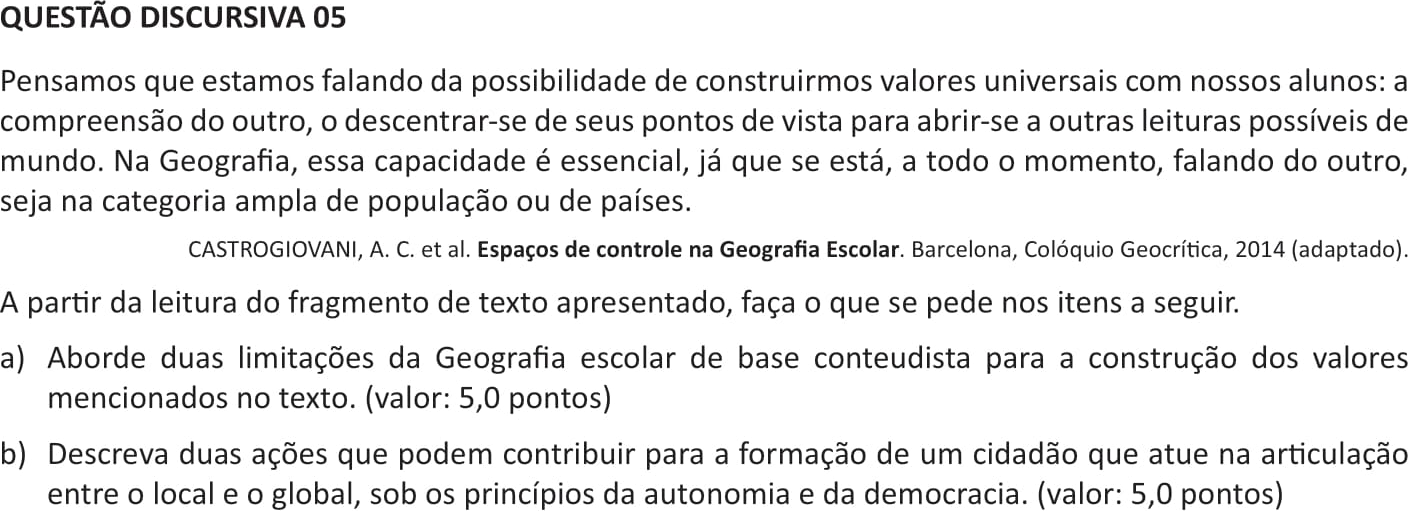 QUESTÃO DISCURSIVA 05
Pensamos que estamos falando da possibilidade de construirmos valores universais com nossos alunos: a
compreensão do outro, o descentrar-se de seus pontos de vista para abrir-se a outras leituras possíveis de
mundo. Na Geografia, essa capacidade é essencial, já que se está, a todo o momento, falando do outro,
seja na categoria ampla de população ou de países.
CASTROGIOVANI, A. C. et al. Espaços de controle na Geografia Escolar. Barcelona, Colóquio Geocrítica, 2014 (adaptado).
A partir da leitura do fragmento de texto apresentado, faça o que se pede nos itens a seguir.
a) Aborde duas limitações da Geografia escolar de base conteudista para a construção dos valores
mencionados no texto. (valor: 5,0 pontos)
b) Descreva duas ações que podem contribuir para a formação de um cidadão que atue na articulação
entre o local e o global, sob os princípios da autonomia e da democracia. (valor: 5,0 pontos)